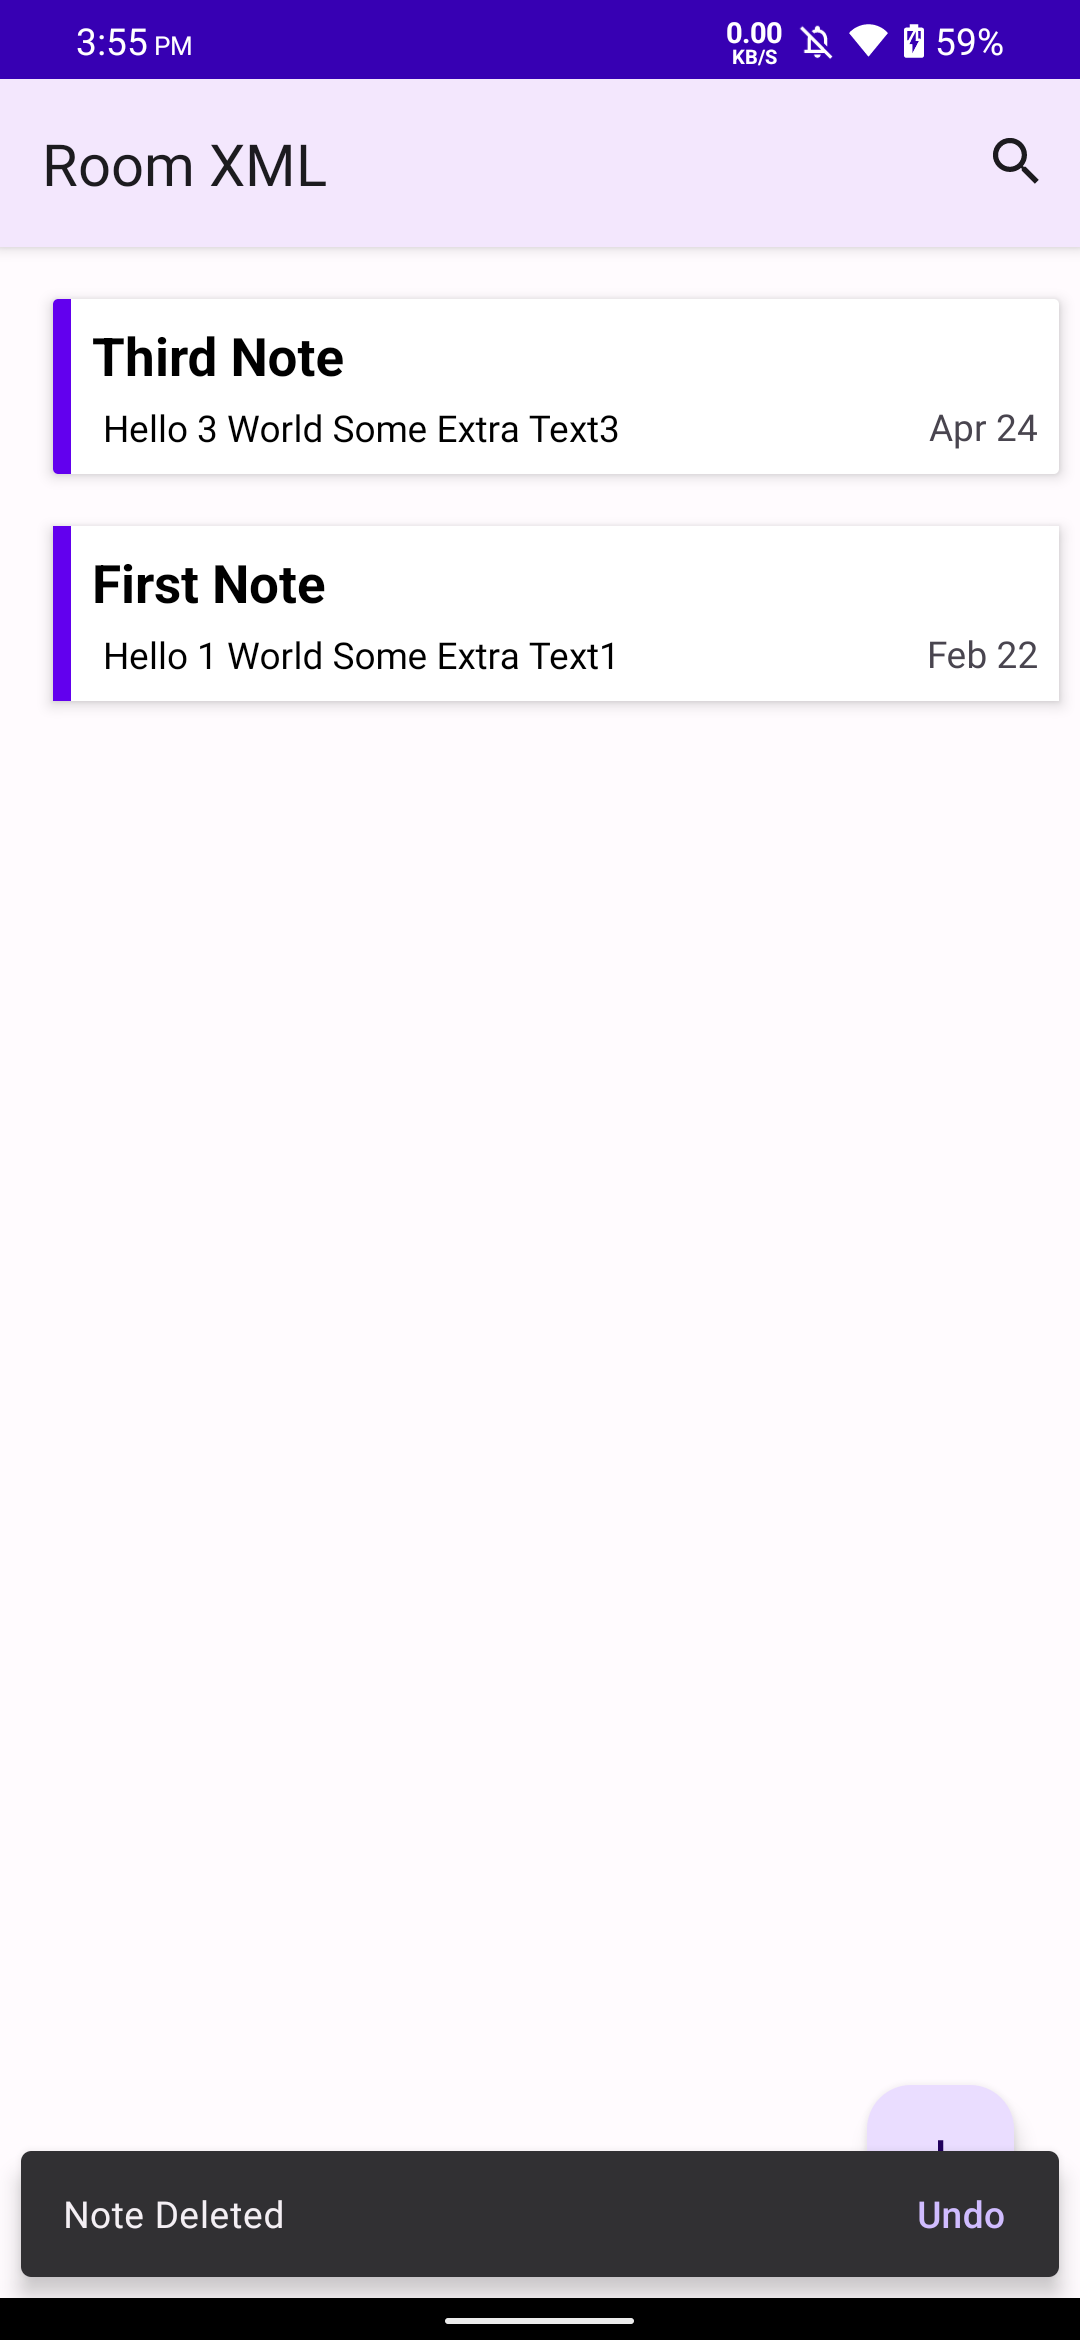 3:55 PM 0.00 KB/S 59%
Room XML
Third Note
Hello 3 World Some Extra Text3 Apr 24
First Note
Hello 1 World Some Extra Text1 Feb 22
Note Deleted Undo